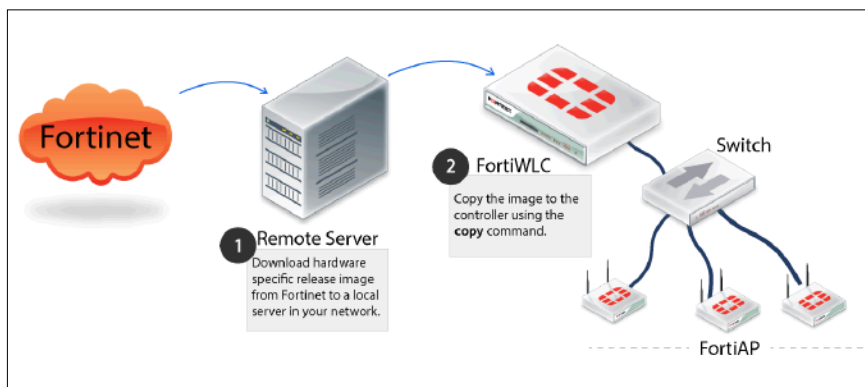 Fortinet
1
Remote Server
Download hardware
specific release image
from Fortinet to a local
server in your network.
2
FortiWLC
Copy the image to the
controller using the
copy command.
Switch
FortiAP